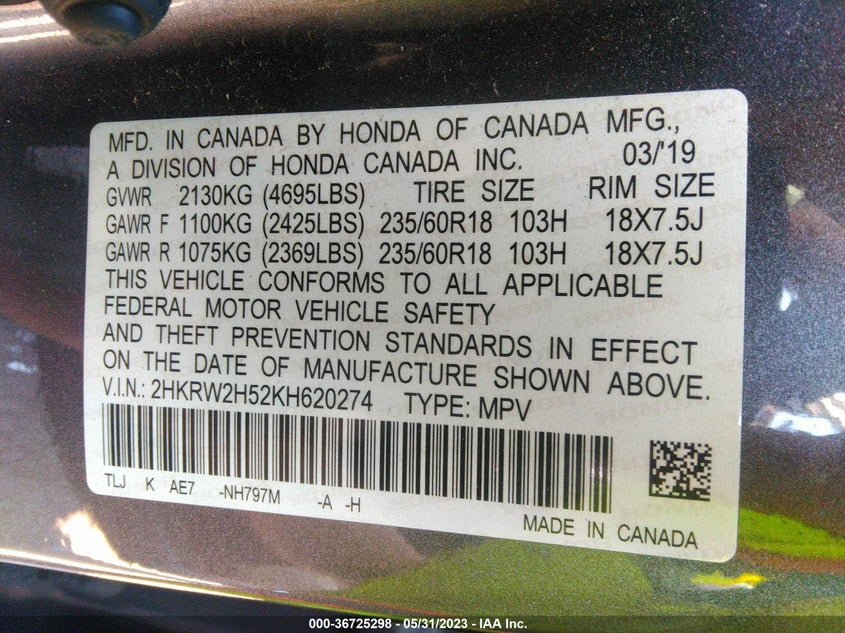 MFD. IN CANADA BY HONDA OF CANADA MFG.,
A DIVISION OF HONDA CANADA INC. 03/'19
GVWR 2130KG (4695LBS) TIRE SIZE RIM SIZE
GAWR F 1100KG (2425LBS) 235/60R18 103H 18X7.5J
GAWR R 1075KG (2369LBS) 235/60R18 103H 18X7.5J
THIS VEHICLE CONFORMS TO ALL APPLICABLE
FEDERAL MOTOR VEHICLE SAFETY
AND THEFT PREVENTION STANDARDS IN EFFECT
ON THE DATE OF MANUFACTURE SHOWN ABOVE.
V.I.N.: 2HKRW2H52KH620274 TYPE: MPV
TLJ K AE7 -NH797M -A -H
MADE IN CANADA
000-36725298 - 05/31/2023 - IAA Inc.